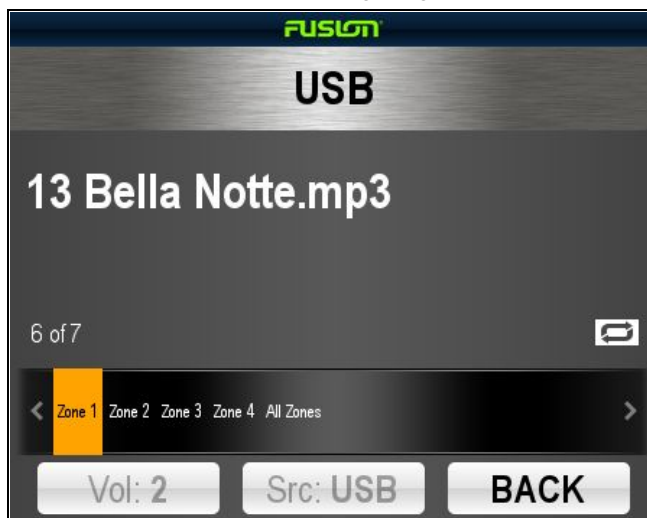 FUSION
USB
13 Bella Notte.mp3
6 of 7
Zone 1 Zone 2 Zone 3 Zone 4 All Zones
Vol: 2 Src: USB BACK